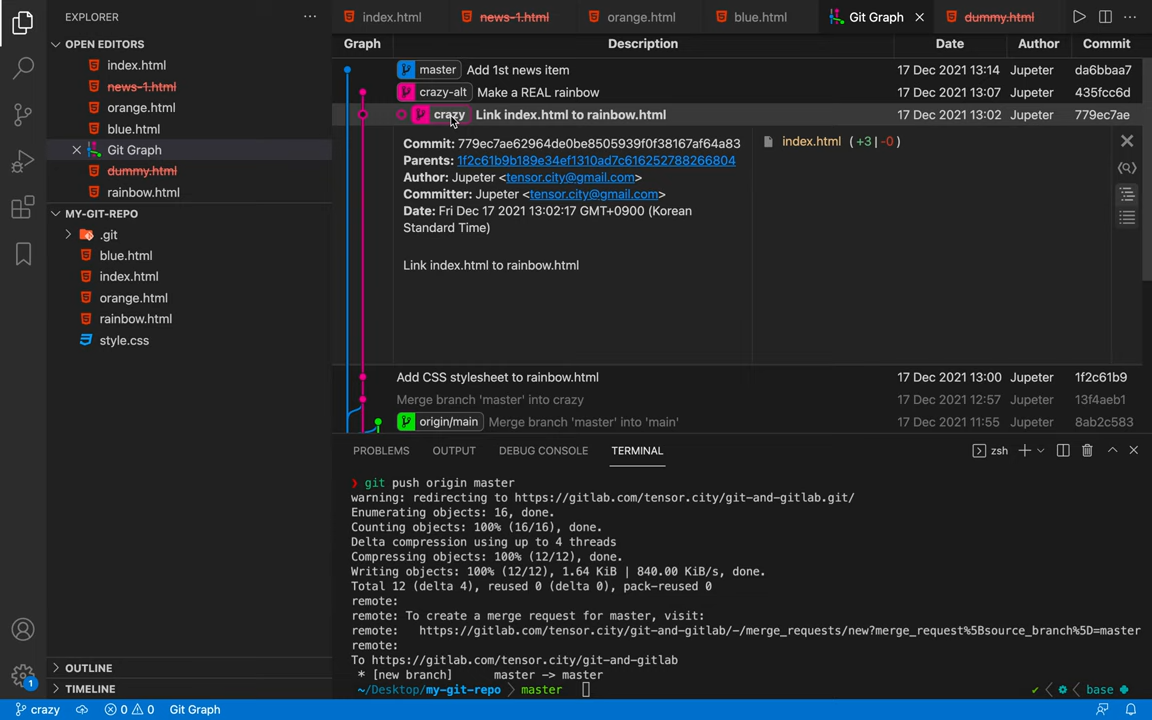 EXPLORER
OPEN EDITORS
index.html
news-1.html
orange.html
blue.html
Git Graph
dummy.html
rainbow.html
MY-GIT-REPO
.git
blue.html
index.html
orange.html
rainbow.html
style.css
OUTLINE
TIMELINE
index.html news-1.html orange.html blue.html Git Graph dummy.html
Graph Description Date Author Commit
master Add 1st news item 17 Dec 2021 13:14 Jupeter da6bbaa7
crazy-alt Make a REAL rainbow 17 Dec 2021 13:07 Jupeter 435fcc6d
crazy Link index.html to rainbow.html 17 Dec 2021 13:02 Jupeter 779ec7ae
Commit: 779ec7ae62964de0be8505939f0f38167af64a83
Parents: 1f2c61b9b189e34ef1310ad7c616252788266804
Author: Jupeter <tensor.city@gmail.com>
Committer: Jupeter <tensor.city@gmail.com>
Date: Fri Dec 17 2021 13:02:17 GMT+0900 (Korean
Standard Time)
Link index.html to rainbow.html
index.html ( +3 | -0 )
Add CSS stylesheet to rainbow.html 17 Dec 2021 13:00 Jupeter 1f2c61b9
Merge branch 'master' into crazy 17 Dec 2021 12:57 Jupeter 13f4aeb1
origin/main Merge branch 'master' into 'main' 17 Dec 2021 11:55 Jupeter 8ab2c583
PROBLEMS OUTPUT DEBUG CONSOLE TERMINAL zsh
❯ git push origin master
warning: redirecting to https://gitlab.com/tensor.city/git-and-gitlab.git/
Enumerating objects: 16, done.
Counting objects: 100% (16/16), done.
Delta compression using up to 4 threads
Compressing objects: 100% (12/12), done.
Writing objects: 100% (12/12), 1.64 KiB | 840.00 KiB/s, done.
Total 12 (delta 4), reused 0 (delta 0), pack-reused 0
remote:
remote: To create a merge request for master, visit:
remote:   https://gitlab.com/tensor.city/git-and-gitlab/-/merge_requests/new?merge_request%5Bsource_branch%5D=master
remote:
To https://gitlab.com/tensor.city/git-and-gitlab
* [new branch] master -> master
~/Desktop/my-git-repo master base
1
crazy 0 0 Git Graph